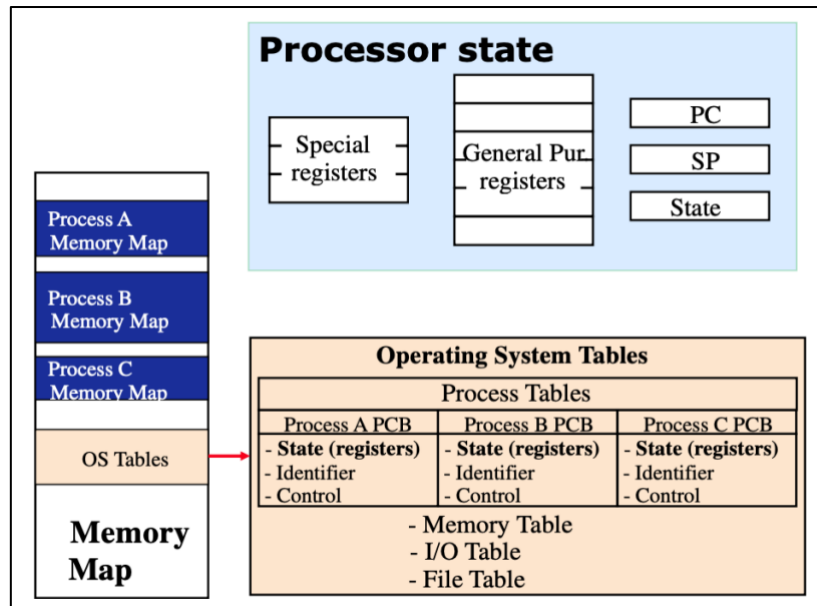 Processor state
Special
registers
General Pur
registers
PC
SP
State
Process A
Memory Map
Process B
Memory Map
Process C
Memory Map
OS Tables
Memory
Map
Operating System Tables
Process Tables
Process A PCB
- State (registers)
- Identifier
- Control
Process B PCB
- State (registers)
- Identifier
- Control
Process C PCB
- State (registers)
- Identifier
- Control
- Memory Table
- I/O Table
- File Table